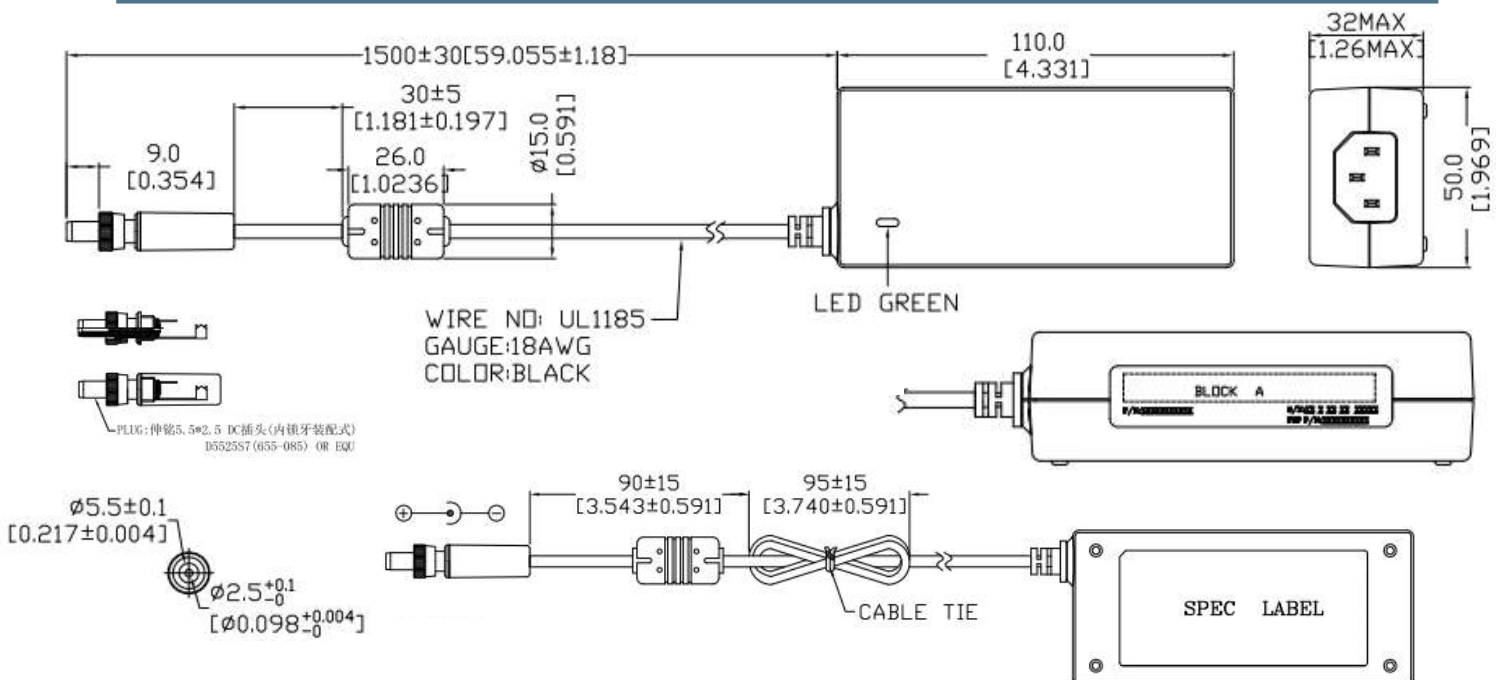 1500±30[59.055±1.18]
110.0
[4.331]
32MAX
[1.26MAX]
30±5
[1.181±0.197]
Ø15.0
[0.591]
9.0
[0.354]
26.0
[1.0236]
50.0
[1.969]
LED GREEN
WIRE NO: UL1185
GAUGE:18AWG
COLOR:BLACK
BLOCK A
PLUG:伸铭5.5*2.5 DC插头(内锁牙装配式)
D5525S7(655-085) OR EQU
Ø5.5±0.1
[0.217±0.004]
Ø2.5+0.1
-0
[Ø0.098+0.004]
-0
90±15
[3.543±0.591]
95±15
[3.740±0.591]
+ -
CABLE TIE
SPEC LABEL